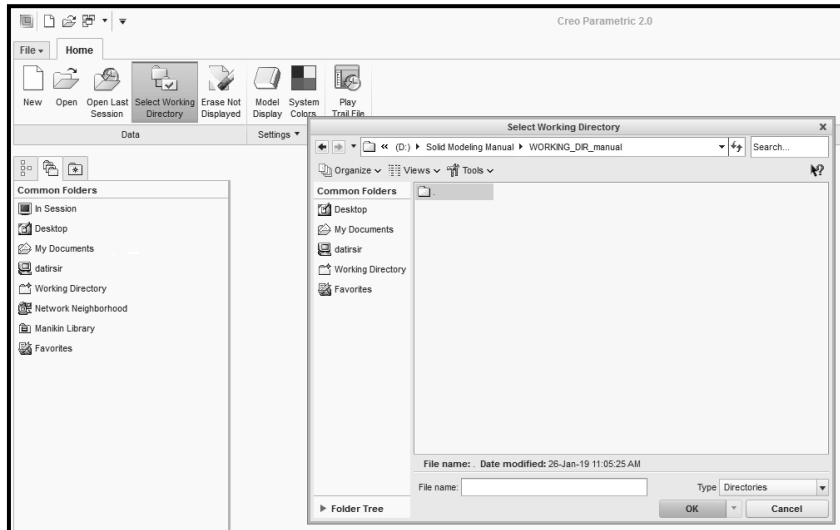 Creo Parametric 2.0
File Home
New Open Open Last Session Select Working Directory Erase Not Displayed Model Display System Colors Play Trail File
Data Settings
Common Folders
In Session
Desktop
My Documents
datirsir
Working Directory
Network Neighborhood
Manikin Library
Favorites
Select Working Directory X
« (D:) Solid Modeling Manual WORKING_DIR_manual Search...
Organize Views Tools
Common Folders
Desktop
My Documents
datirsir
Working Directory
Favorites
.
File name: . Date modified: 26-Jan-19 11:05:25 AM
File name: Type Directories
Folder Tree OK Cancel